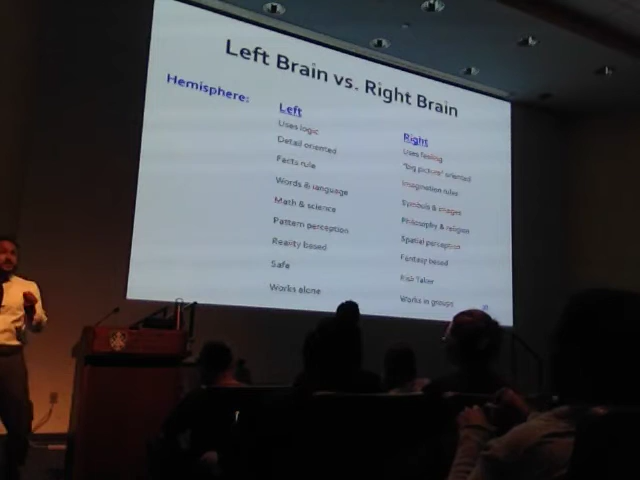 Left Brain vs. Right Brain
Hemisphere:
Left
Uses logic
Detail oriented
Facts rule
Words & language
Math & science
Pattern perception
Reality based
Safe
Works alone
Right
Uses feeling
"big picture" oriented
Imagination rules
Symbols & images
Philosophy & religion
Spatial perception
Fantasy based
Risk Taker
Works in groups